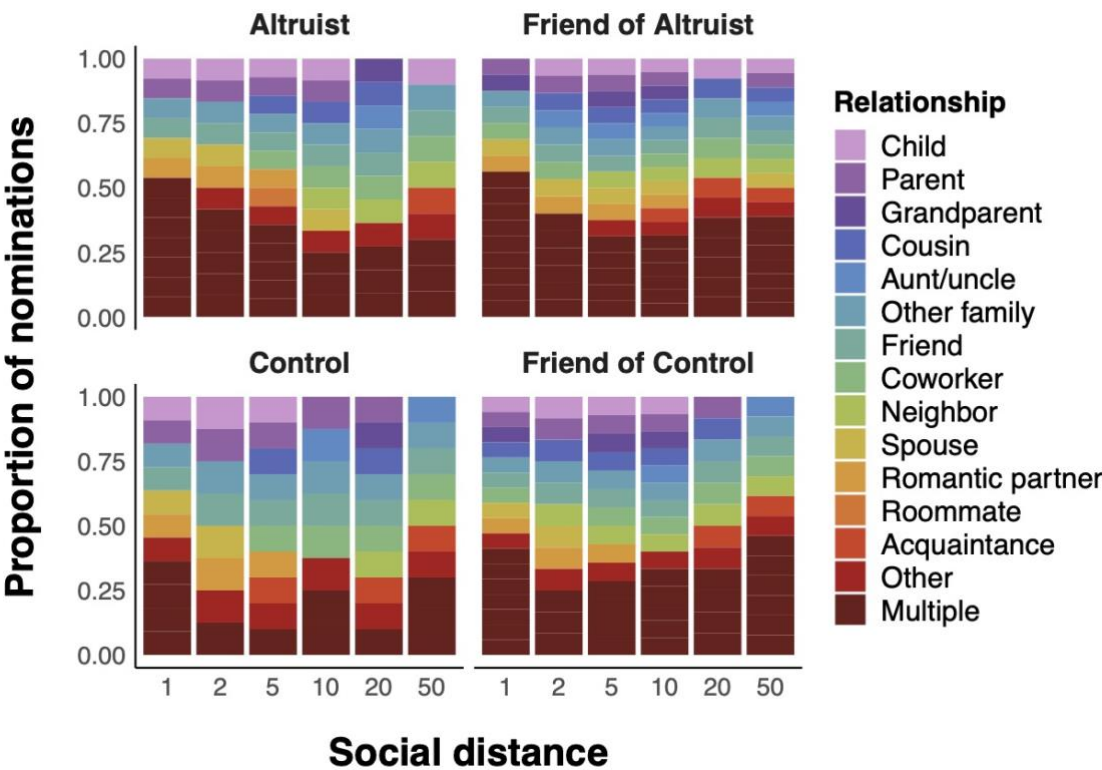 Altruist
Friend of Altruist
1.00
0.75
0.50
0.25
0.00
Control
Friend of Control
1.00
0.75
0.50
0.25
0.00
1 2 5 10 20 50
1 2 5 10 20 50
Social distance
Proportion of nominations
Relationship
Child
Parent
Grandparent
Cousin
Aunt/uncle
Other family
Friend
Coworker
Neighbor
Spouse
Romantic partner
Roommate
Acquaintance
Other
Multiple